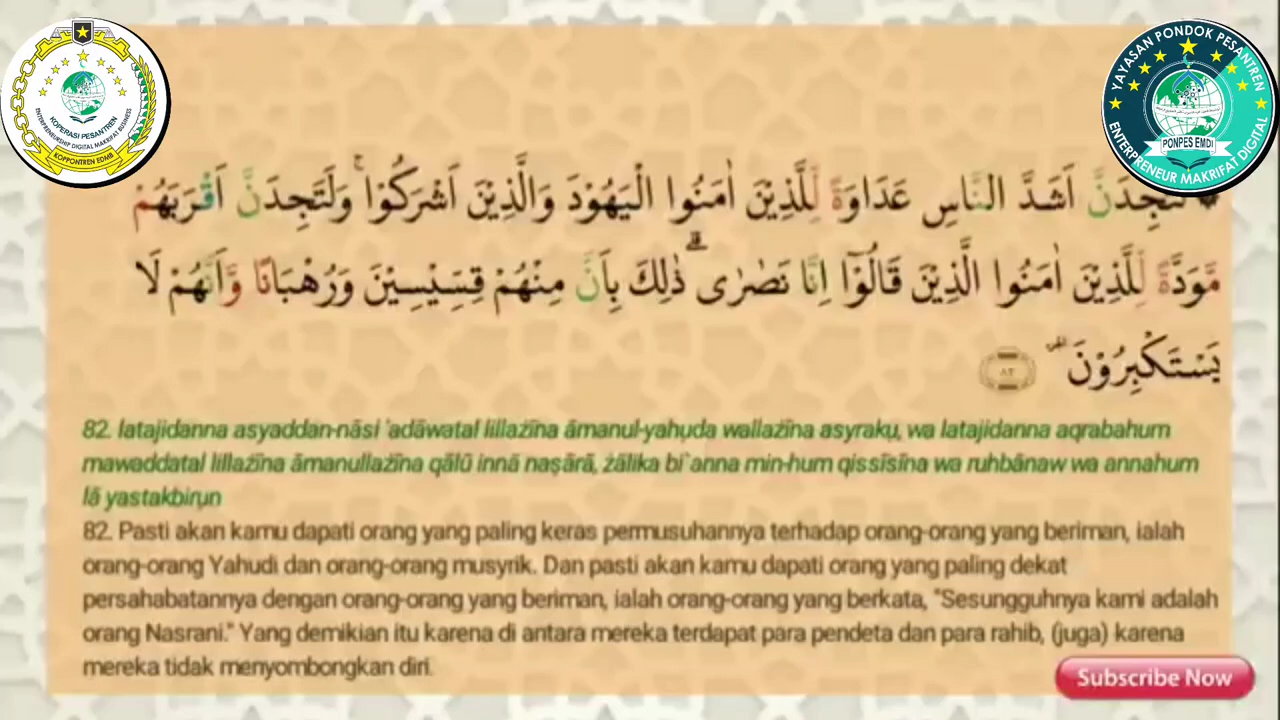 KOPERASI PESANTREN
ENTREPRENEURSHIP DIGITAL MAKRIFAT BUSINESS
KOPPONTREN EDMB
YAYASAN PONDOK PESANTREN
PONPES EMDI
ENTERPRENEUR MAKRIFAT DIGITAL
اَشَدَّ النَّاسِ عَدَاوَةً لِّلَّذِيْنَ اٰمَنُوا الْيَهُوْدَ وَالَّذِيْنَ اَشْرَكُوْاۚ وَلَتَجِدَنَّ اَقْرَبَهُمْ
مَّوَدَّةً لِّلَّذِيْنَ اٰمَنُوا الَّذِيْنَ قَالُوْٓا اِنَّا نَصٰرٰىۗ ذٰلِكَ بِاَنَّ مِنْهُمْ قِسِّيْسِيْنَ وَرُهْبَانًا وَّاَنَّهُمْ لَا
يَسْتَكْبِرُوْنَ ۔ ٨٢
82. latajidanna asyaddan-nāsi 'adāwatal lillażīna āmanul-yahụda wallażīna asyrakụ, wa latajidanna aqrabahum
mawaddatal lillażīna āmanullażīna qālū innā naṣārā, żālika bi`anna min-hum qissīsīna wa ruhbānaw wa annahum
lā yastakbirụn
82. Pasti akan kamu dapati orang yang paling keras permusuhannya terhadap orang-orang yang beriman, ialah
orang-orang Yahudi dan orang-orang musyrik. Dan pasti akan kamu dapati orang yang paling dekat
persahabatannya dengan orang-orang yang beriman, ialah orang-orang yang berkata, "Sesungguhnya kami adalah
orang Nasrani." Yang demikian itu karena di antara mereka terdapat para pendeta dan para rahib, (juga) karena
mereka tidak menyombongkan diri.
Subscribe Now